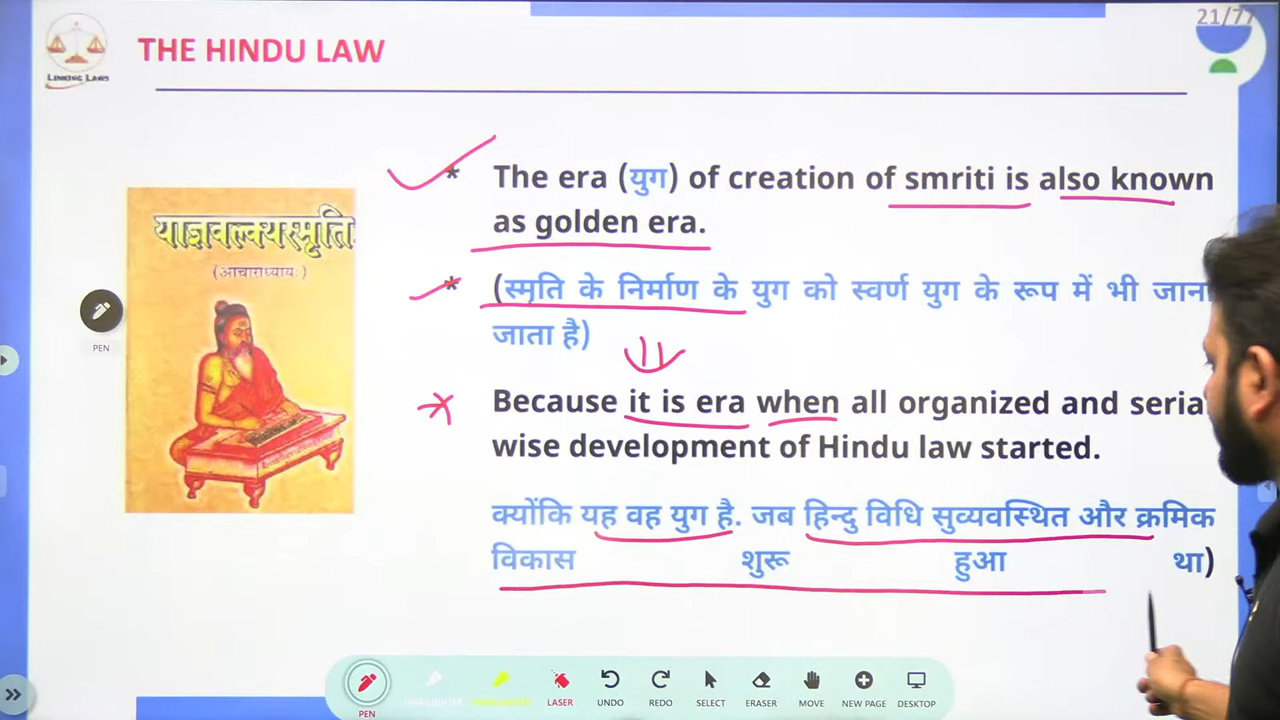 21/77
LINKING LAWS
THE HINDU LAW
* The era (युग) of creation of smriti is also known
as golden era.
* (स्मृति के निर्माण के युग को स्वर्ण युग के रूप में भी जाना
जाता है)
Because it is era when all organized and seria
wise development of Hindu law started.
क्योंकि यह वह युग है. जब हिन्दु विधि सुव्यवस्थित और क्रमिक
विकास शुरू हुआ था)
याज्ञवल्क्यस्मृति
(आचाराध्यायः)
PEN
PEN
HIGHLIGHTER
LASER
UNDO
REDO
SELECT
ERASER
MOVE
NEW PAGE
DESKTOP